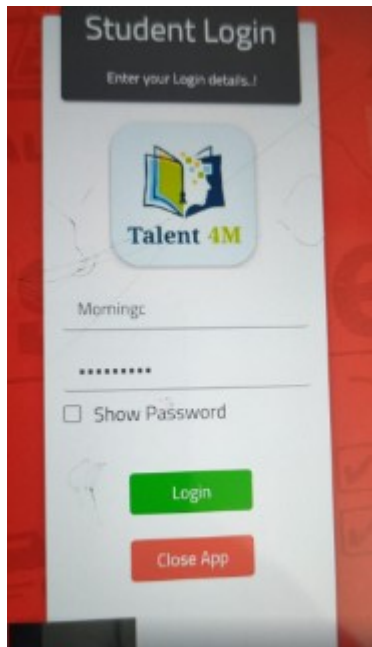 Student Login
Enter your Login details..!
Talent 4M
Morningc
•••••••••
Show Password
Login
Close App